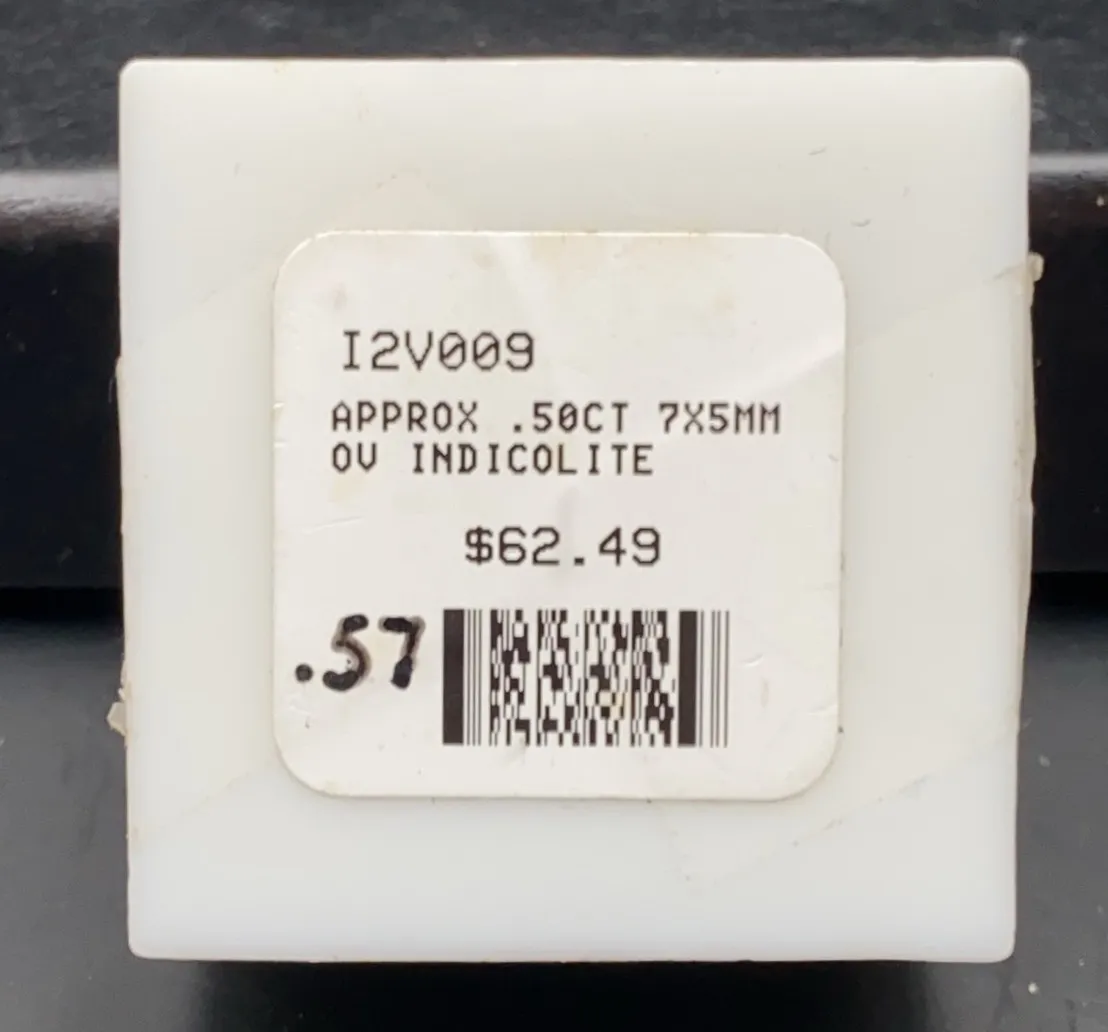 I2V009
APPROX .50CT 7X5MM
OV INDICOLITE
$62.49
.57